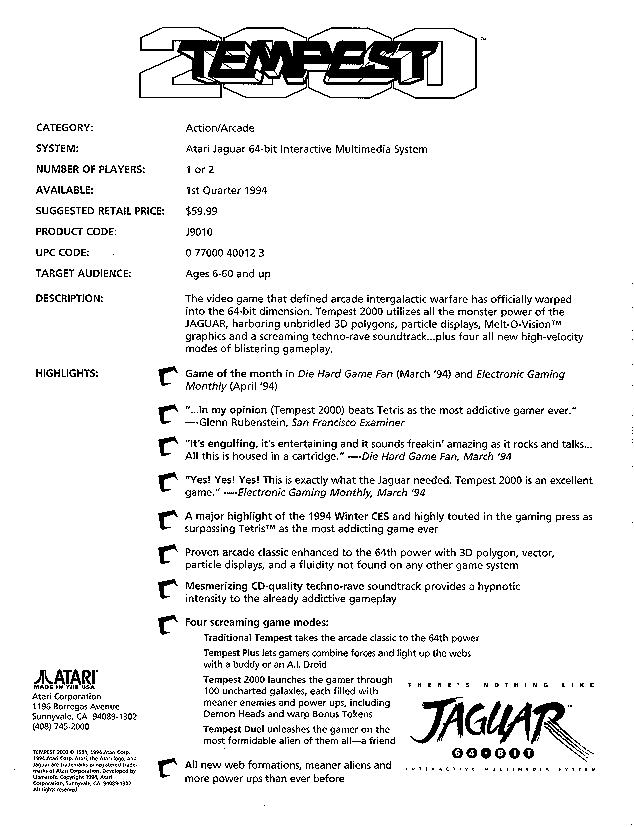 TEMPEST 2000™
CATEGORY: Action/Arcade
SYSTEM: Atari Jaguar 64-bit Interactive Multimedia System
NUMBER OF PLAYERS: 1 or 2
AVAILABLE: 1st Quarter 1994
SUGGESTED RETAIL PRICE: $59.99
PRODUCT CODE: J9010
UPC CODE: 0 77000 40012 3
TARGET AUDIENCE: Ages 6-60 and up
DESCRIPTION: The video game that defined arcade intergalactic warfare has officially warped
into the 64-bit dimension. Tempest 2000 utilizes all the monster power of the
JAGUAR, harboring unbridled 3D polygons, particle displays, Melt-O-Vision™
graphics and a screaming techno-rave soundtrack...plus four all new high-velocity
modes of blistering gameplay.
HIGHLIGHTS: Game of the month in Die Hard Game Fan (March '94) and Electronic Gaming
Monthly (April '94)
"...In my opinion (Tempest 2000) beats Tetris as the most addictive gamer ever."
—Glenn Rubenstein, San Francisco Examiner
"It's engulfing, it's entertaining and it sounds freakin' amazing as it rocks and talks...
All this is housed in a cartridge." —Die Hard Game Fan, March '94
"Yes! Yes! Yes! This is exactly what the Jaguar needed. Tempest 2000 is an excellent
game." —Electronic Gaming Monthly, March '94
A major highlight of the 1994 Winter CES and highly touted in the gaming press as
surpassing Tetris™ as the most addicting game ever
Proven arcade classic enhanced to the 64th power with 3D polygon, vector,
particle displays, and a fluidity not found on any other game system
Mesmerizing CD-quality techno-rave soundtrack provides a hypnotic
intensity to the already addictive gameplay
Four screaming game modes:
Traditional Tempest takes the arcade classic to the 64th power
Tempest Plus lets gamers combine forces and light up the webs
with a buddy or an A.I. Droid
Tempest 2000 launches the gamer through
100 uncharted galaxies, each filled with
meaner enemies and power ups, including
Demon Heads and warp Bonus Tokens
Tempest Duel unleashes the gamer on the
most formidable alien of them all—a friend
All new web formations, meaner aliens and
more power ups than ever before
ATARI
MADE IN THE USA
Atari Corporation
1196 Borregas Avenue
Sunnyvale, CA 94089-1302
(408) 745-2000
TEMPEST 2000 © 1981, 1994 Atari Corp.
1994 Atari Corp. Atari, the Atari logo, and
Jaguar are trademarks or registered trade-
marks of Atari Corporation. Developed by
Llamasoft. Copyright 1994, Atari
Corporation, Sunnyvale, CA 94089-1302
All rights reserved
THERE'S NOTHING LIKE
JAGUAR™
64-BIT
INTERACTIVE MULTIMEDIA SYSTEM